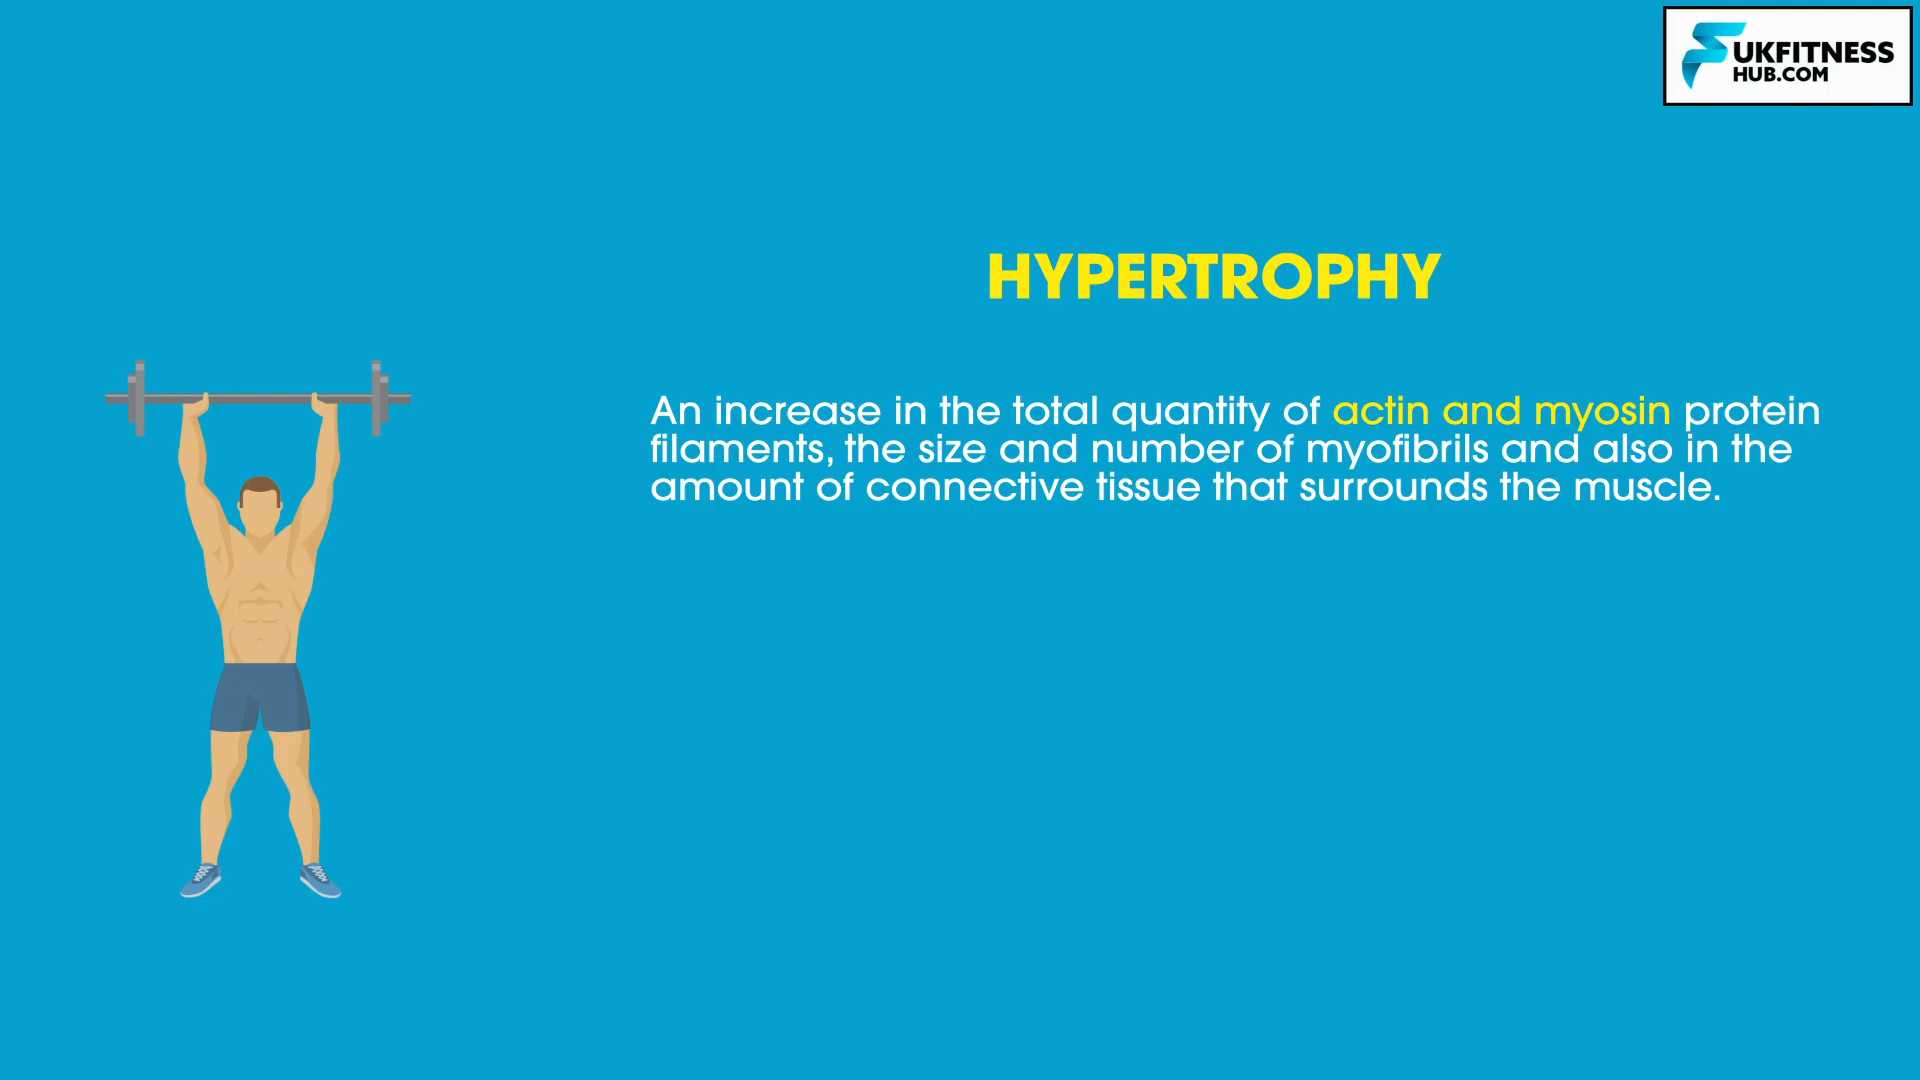 UKFITNESS
HUB.COM
HYPERTROPHY
An increase in the total quantity of actin and myosin protein
filaments, the size and number of myofibrils and also in the
amount of connective tissue that surrounds the muscle.